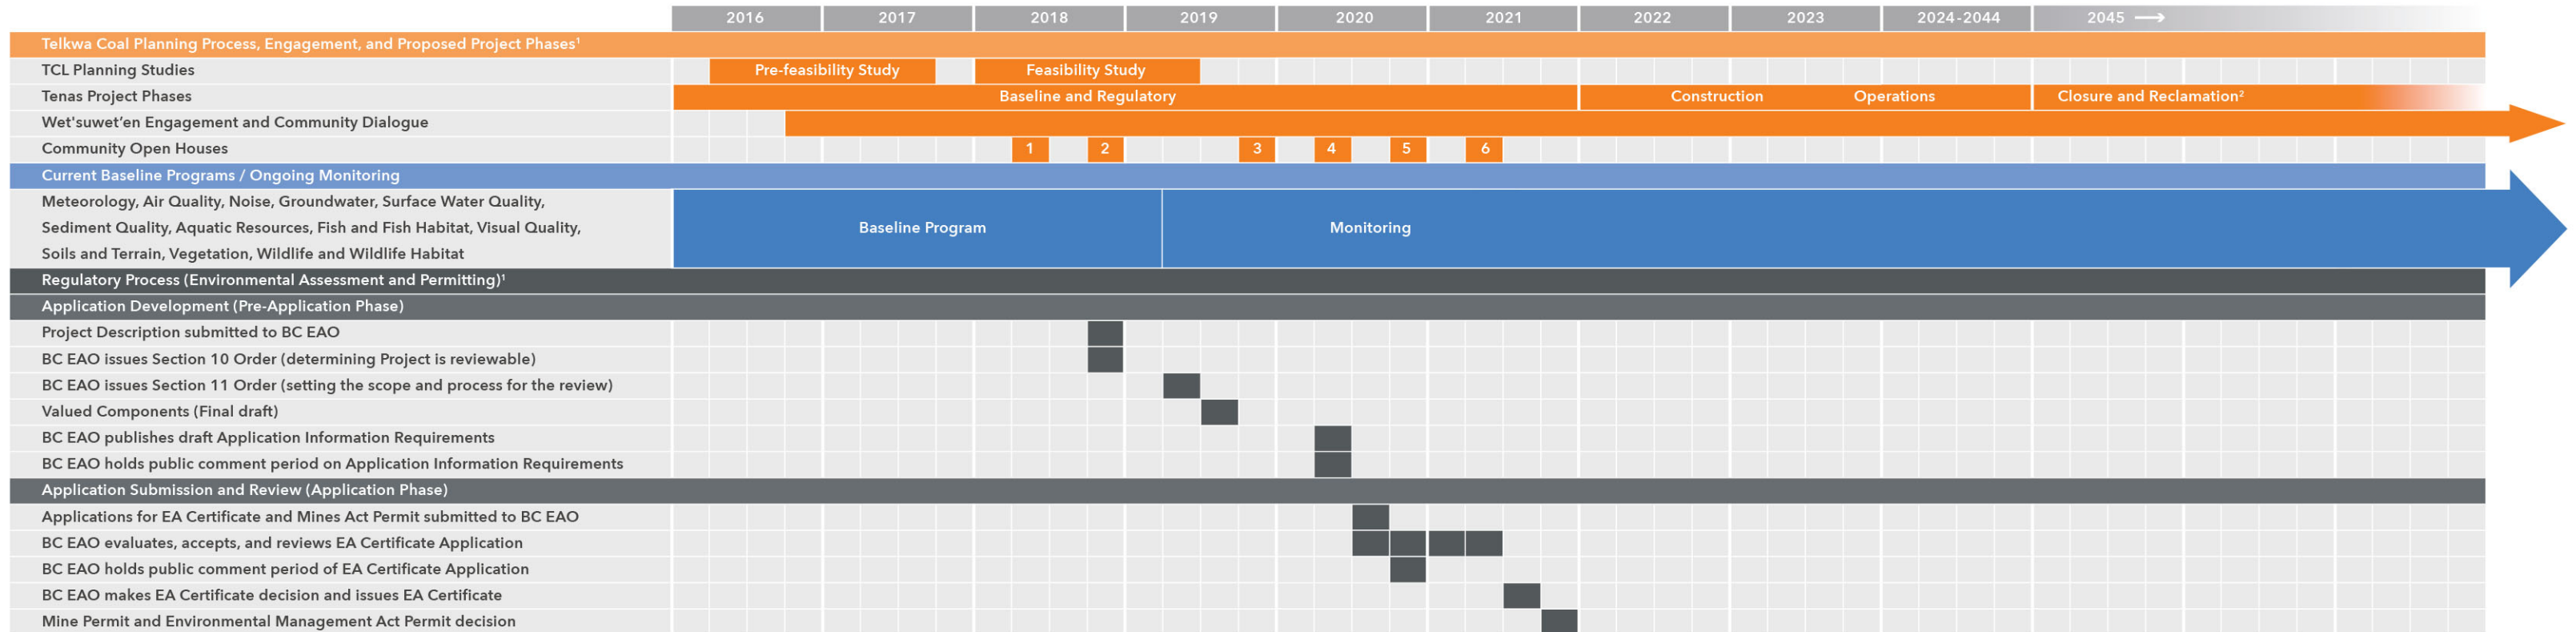 2016 2017 2018 2019 2020 2021 2022 2023 2024-2044 2045 →
Telkwa Coal Planning Process, Engagement, and Proposed Project Phases¹
TCL Planning Studies Pre-feasibility Study Feasibility Study
Tenas Project Phases Baseline and Regulatory Construction Operations Closure and Reclamation²
Wet'suwet’en Engagement and Community Dialogue
Community Open Houses 1 2 3 4 5 6
Current Baseline Programs / Ongoing Monitoring
Meteorology, Air Quality, Noise, Groundwater, Surface Water Quality,
Sediment Quality, Aquatic Resources, Fish and Fish Habitat, Visual Quality, Baseline Program Monitoring
Soils and Terrain, Vegetation, Wildlife and Wildlife Habitat
Regulatory Process (Environmental Assessment and Permitting)¹
Application Development (Pre-Application Phase)
Project Description submitted to BC EAO
BC EAO issues Section 10 Order (determining Project is reviewable)
BC EAO issues Section 11 Order (setting the scope and process for the review)
Valued Components (Final draft)
BC EAO publishes draft Application Information Requirements
BC EAO holds public comment period on Application Information Requirements
Application Submission and Review (Application Phase)
Applications for EA Certificate and Mines Act Permit submitted to BC EAO
BC EAO evaluates, accepts, and reviews EA Certificate Application
BC EAO holds public comment period of EA Certificate Application
BC EAO makes EA Certificate decision and issues EA Certificate
Mine Permit and Environmental Management Act Permit decision